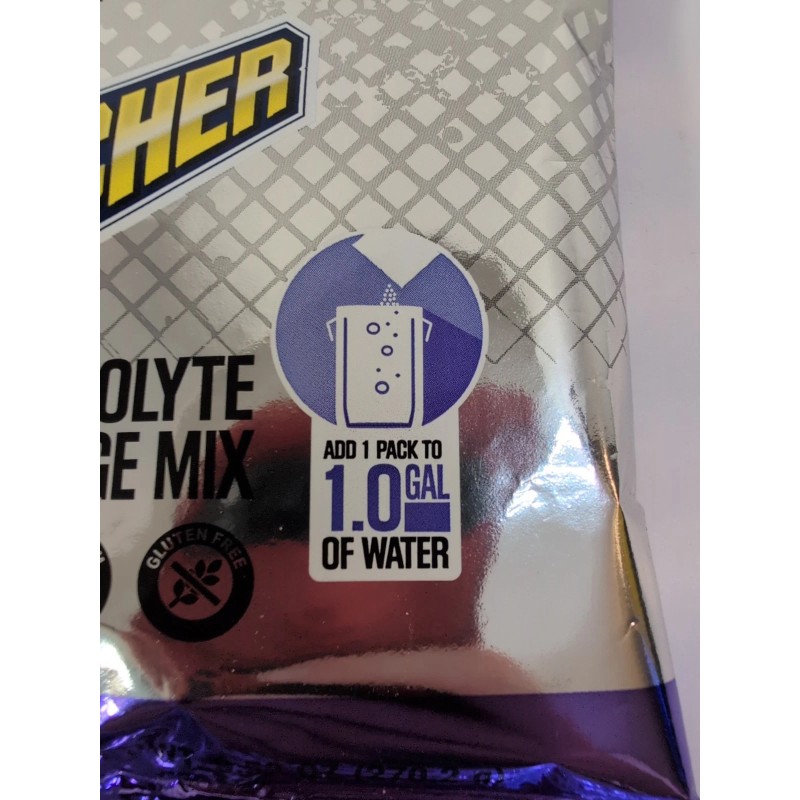 CHER
OLYTE
GE MIX
GLUTEN FREE
ADD 1 PACK TO
1.0 GAL
OF WATER